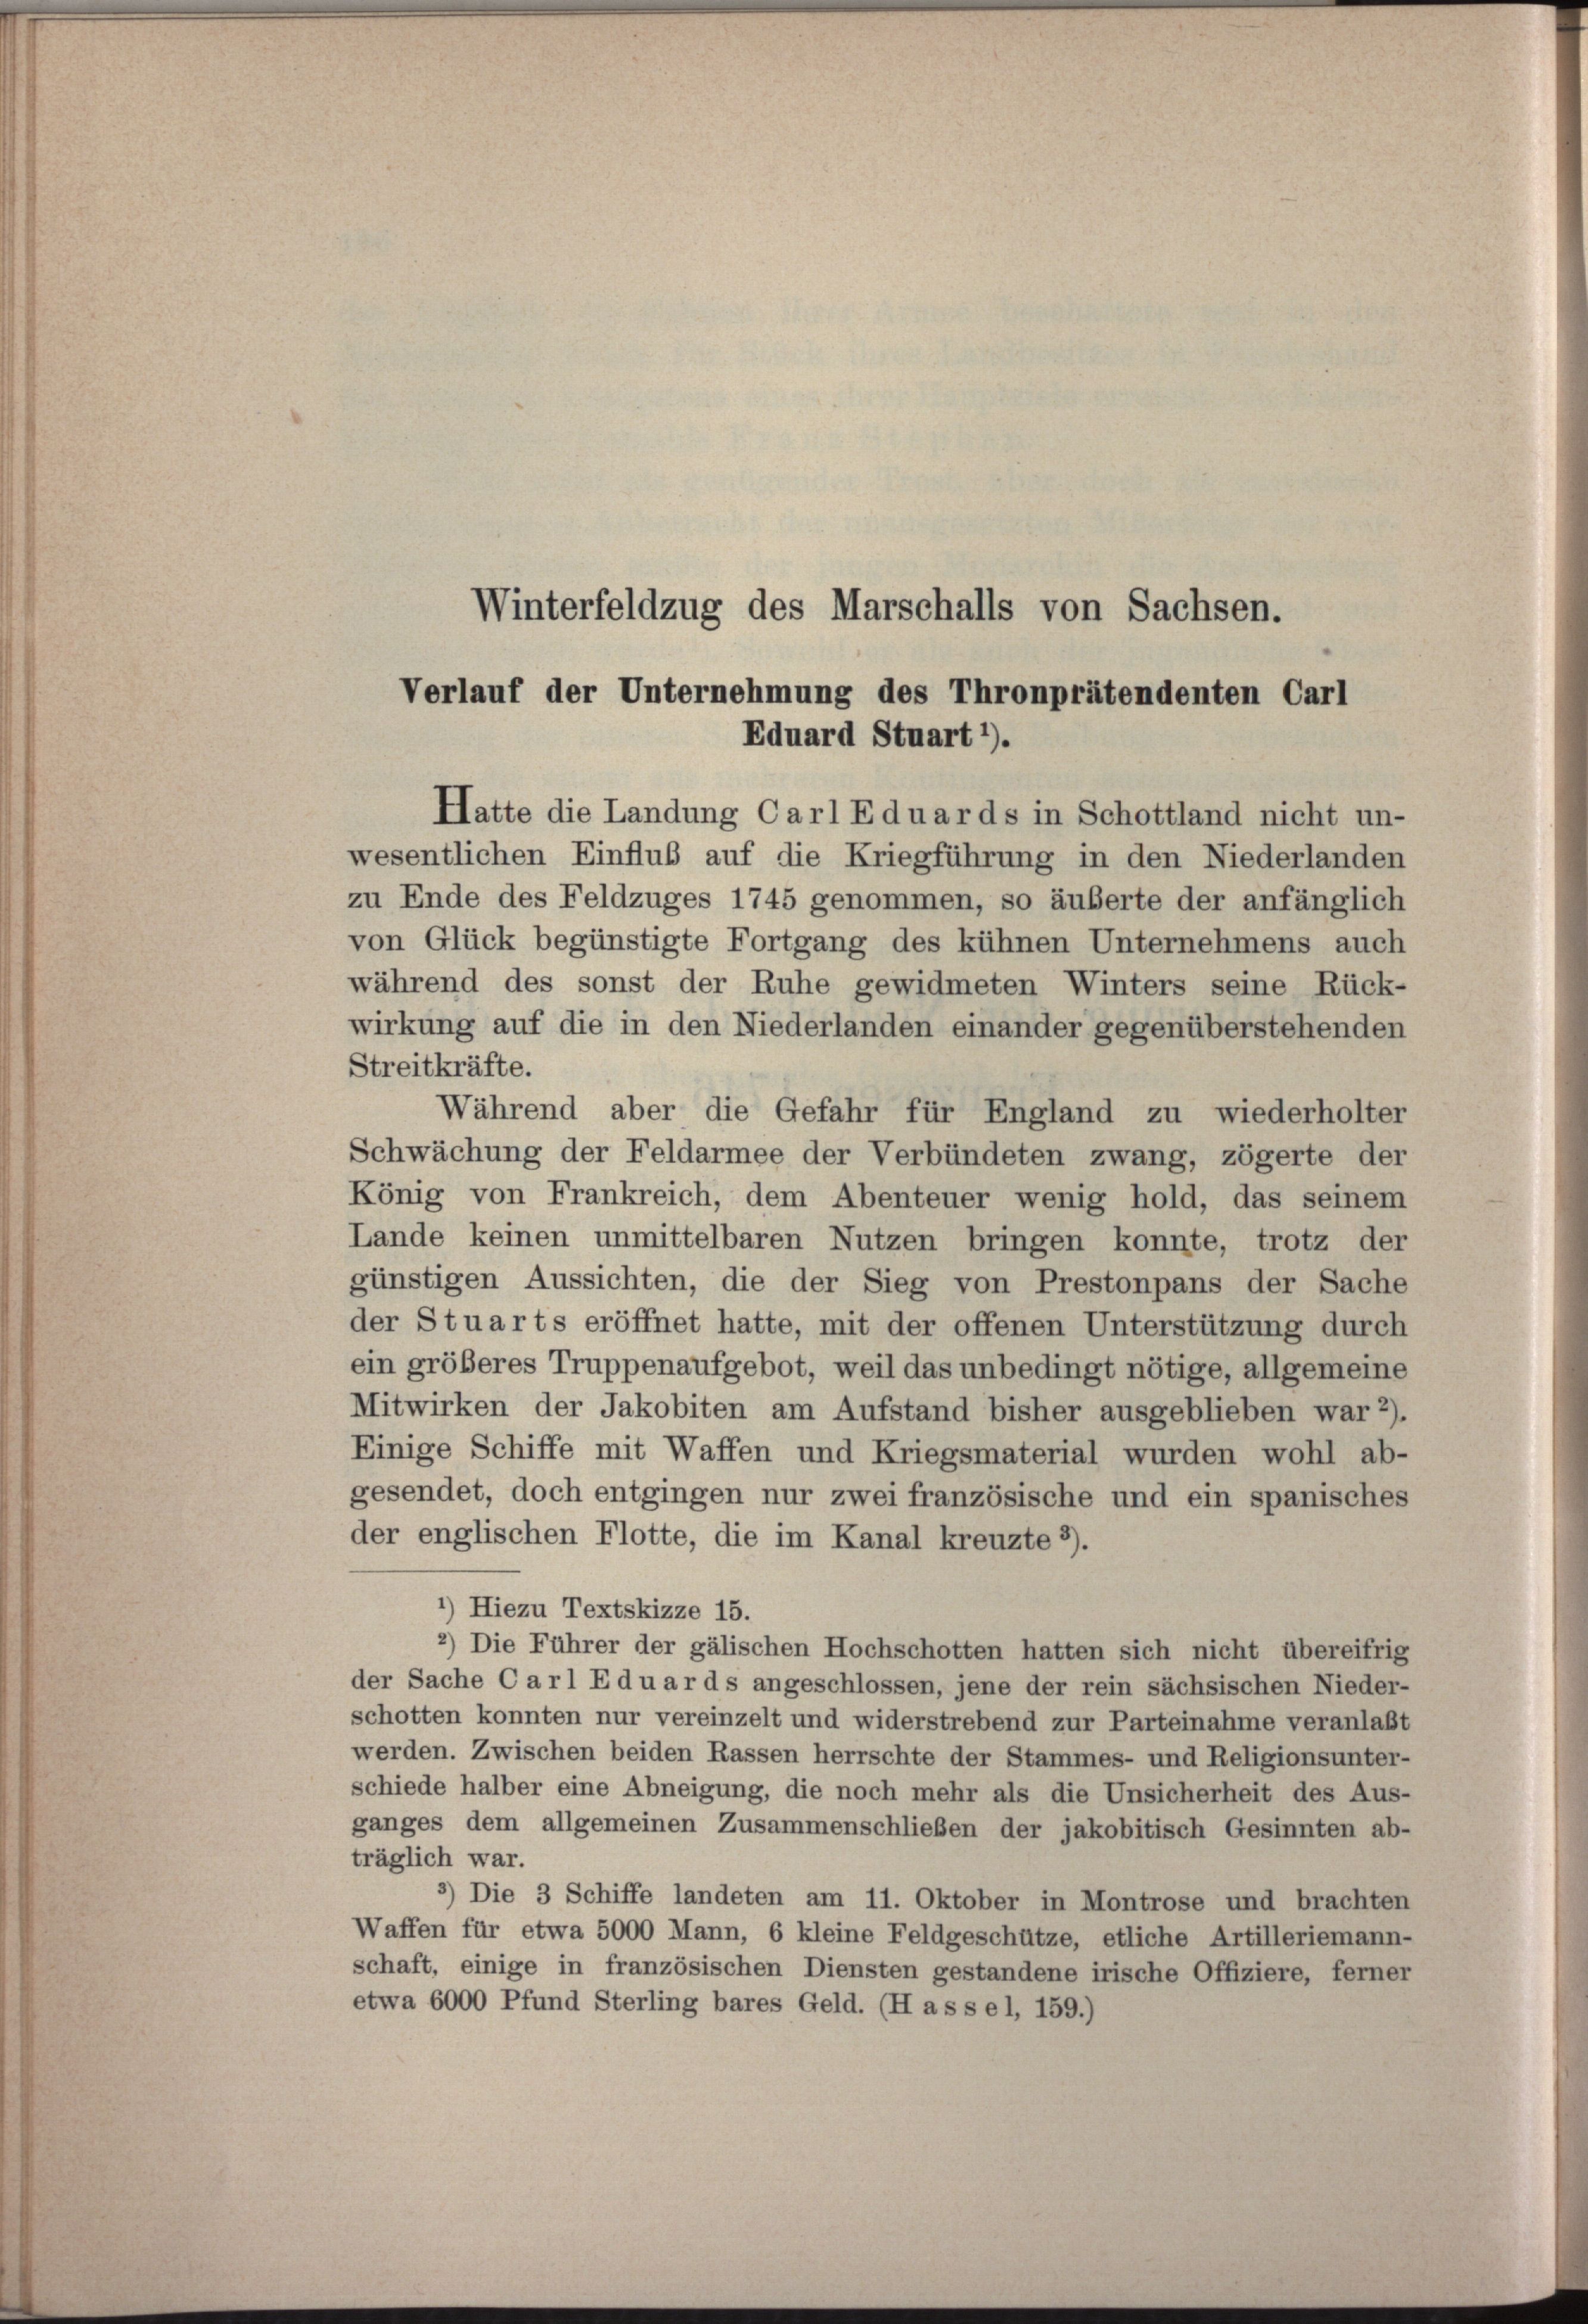 Winterfeldzug des Marschalls von Sachsen.
Verlauf der Unternehmung des Thronprätendenten Carl
Eduard Stuart ¹).
Hatte die Landung Carl Eduards in Schottland nicht un-
wesentlichen Einfluß auf die Kriegführung in den Niederlanden
zu Ende des Feldzuges 1745 genommen, so äußerte der anfänglich
von Glück begünstigte Fortgang des kühnen Unternehmens auch
während des sonst der Ruhe gewidmeten Winters seine Rück-
wirkung auf die in den Niederlanden einander gegenüberstehenden
Streitkräfte.
Während aber die Gefahr für England zu wiederholter
Schwächung der Feldarmee der Verbündeten zwang, zögerte der
König von Frankreich, dem Abenteuer wenig hold, das seinem
Lande keinen unmittelbaren Nutzen bringen konnte, trotz der
günstigen Aussichten, die der Sieg von Prestonpans der Sache
der Stuarts eröffnet hatte, mit der offenen Unterstützung durch
ein größeres Truppenaufgebot, weil das unbedingt nötige, allgemeine
Mitwirken der Jakobiten am Aufstand bisher ausgeblieben war ²).
Einige Schiffe mit Waffen und Kriegsmaterial wurden wohl ab-
gesendet, doch entgingen nur zwei französische und ein spanisches
der englischen Flotte, die im Kanal kreuzte ³).
¹) Hiezu Textskizze 15.
²) Die Führer der gälischen Hochschotten hatten sich nicht übereifrig
der Sache Carl Eduards angeschlossen, jene der rein sächsischen Nieder-
schotten konnten nur vereinzelt und widerstrebend zur Parteinahme veranlaßt
werden. Zwischen beiden Rassen herrschte der Stammes- und Religionsunter-
schiede halber eine Abneigung, die noch mehr als die Unsicherheit des Aus-
ganges dem allgemeinen Zusammenschließen der jakobitisch Gesinnten ab-
träglich war.
³) Die 3 Schiffe landeten am 11. Oktober in Montrose und brachten
Waffen für etwa 5000 Mann, 6 kleine Feldgeschütze, etliche Artilleriemann-
schaft, einige in französischen Diensten gestandene irische Offiziere, ferner
etwa 6000 Pfund Sterling bares Geld. (Hassel, 159.)